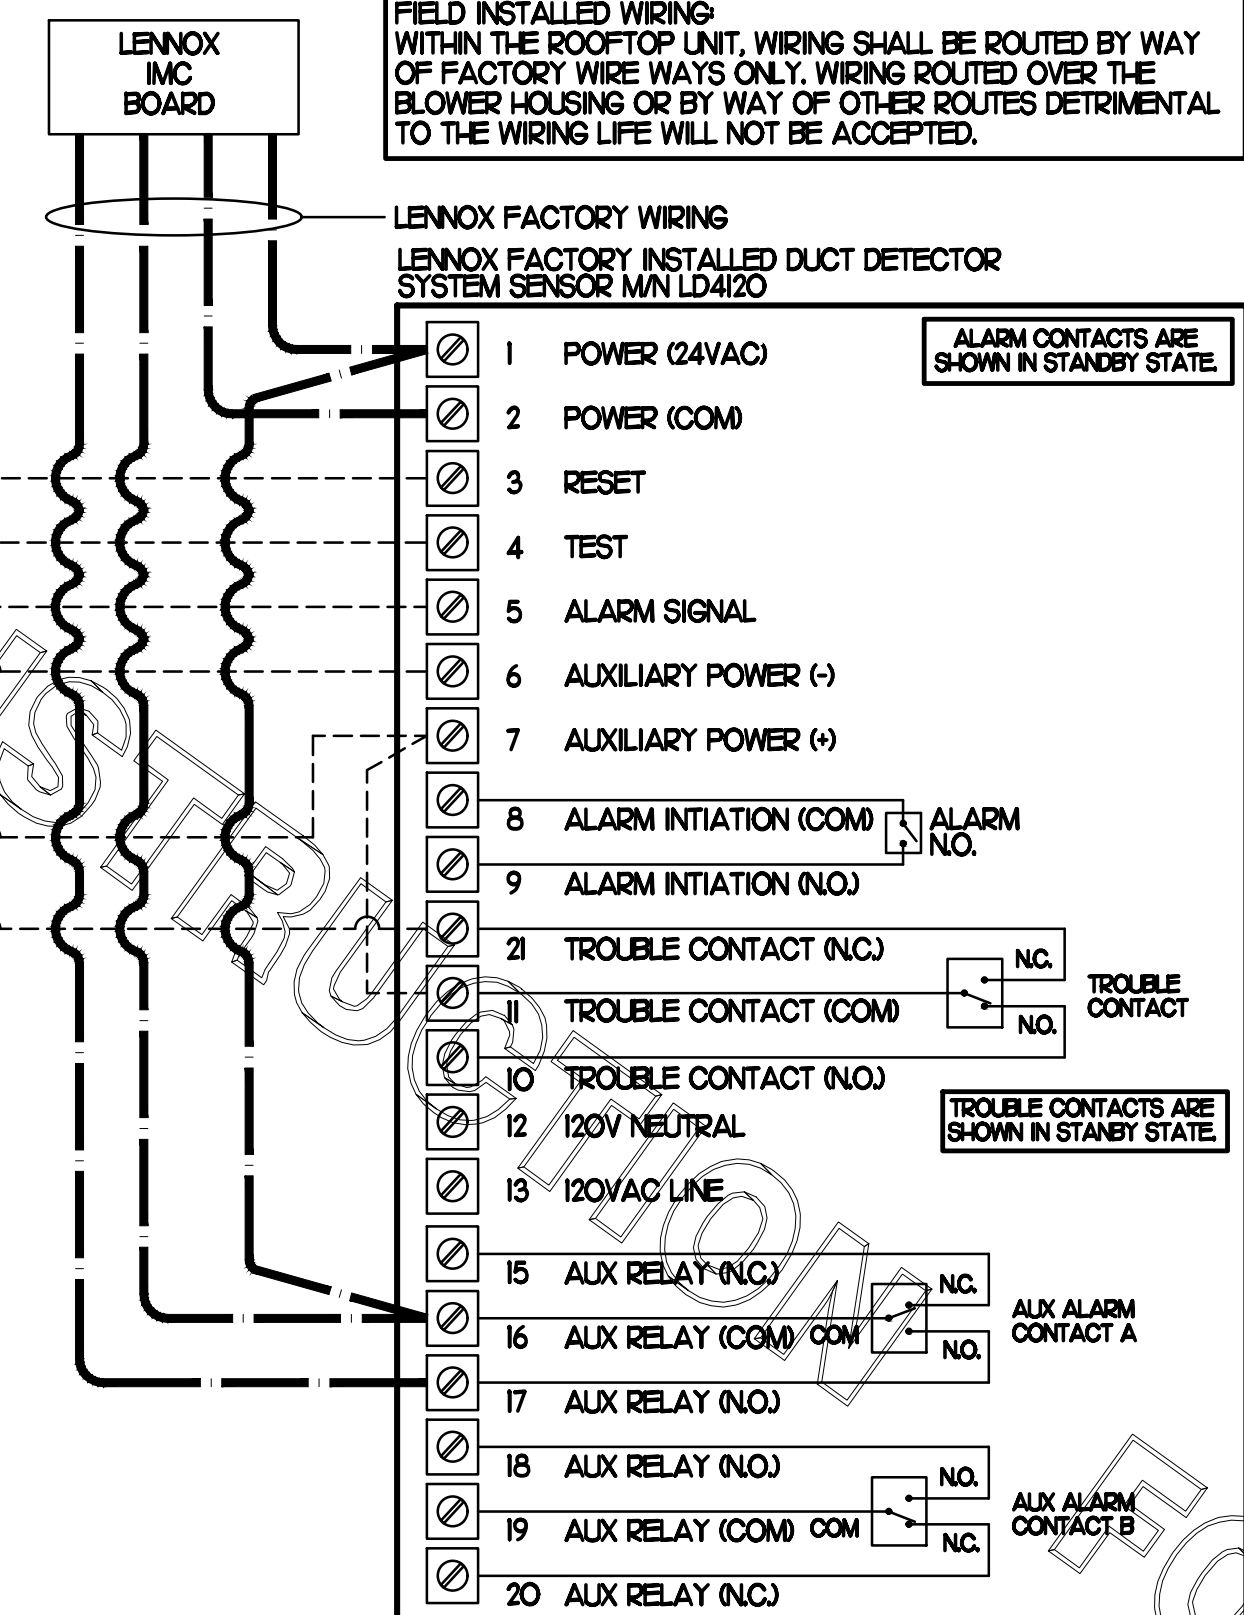 FIELD INSTALLED WIRING:
WITHIN THE ROOFTOP UNIT, WIRING SHALL BE ROUTED BY WAY
OF FACTORY WIRE WAYS ONLY. WIRING ROUTED OVER THE
BLOWER HOUSING OR BY WAY OF OTHER ROUTES DETRIMENTAL
TO THE WIRING LIFE WILL NOT BE ACCEPTED.
LENNOX
IMC
BOARD
LENNOX FACTORY WIRING
LENNOX FACTORY INSTALLED DUCT DETECTOR
SYSTEM SENSOR M/N LD4120
ALARM CONTACTS ARE
SHOWN IN STANDBY STATE.
1 POWER (24VAC)
2 POWER (COM)
3 RESET
4 TEST
5 ALARM SIGNAL
6 AUXILIARY POWER (-)
7 AUXILIARY POWER (+)
8 ALARM INTIATION (COM)
ALARM
N.O.
9 ALARM INTIATION (N.O.)
21 TROUBLE CONTACT (N.C.)
N.C.
TROUBLE
CONTACT
11 TROUBLE CONTACT (COM)
N.O.
10 TROUBLE CONTACT (N.O.)
TROUBLE CONTACTS ARE
SHOWN IN STANBY STATE.
12 120V NEUTRAL
13 120VAC LINE
15 AUX RELAY (N.C.)
N.C.
AUX ALARM
CONTACT A
16 AUX RELAY (COM) COM
N.O.
17 AUX RELAY (N.O.)
18 AUX RELAY (N.O.)
N.O.
AUX ALARM
CONTACT B
19 AUX RELAY (COM) COM
N.C.
20 AUX RELAY (N.C.)
STRUCTION
FO